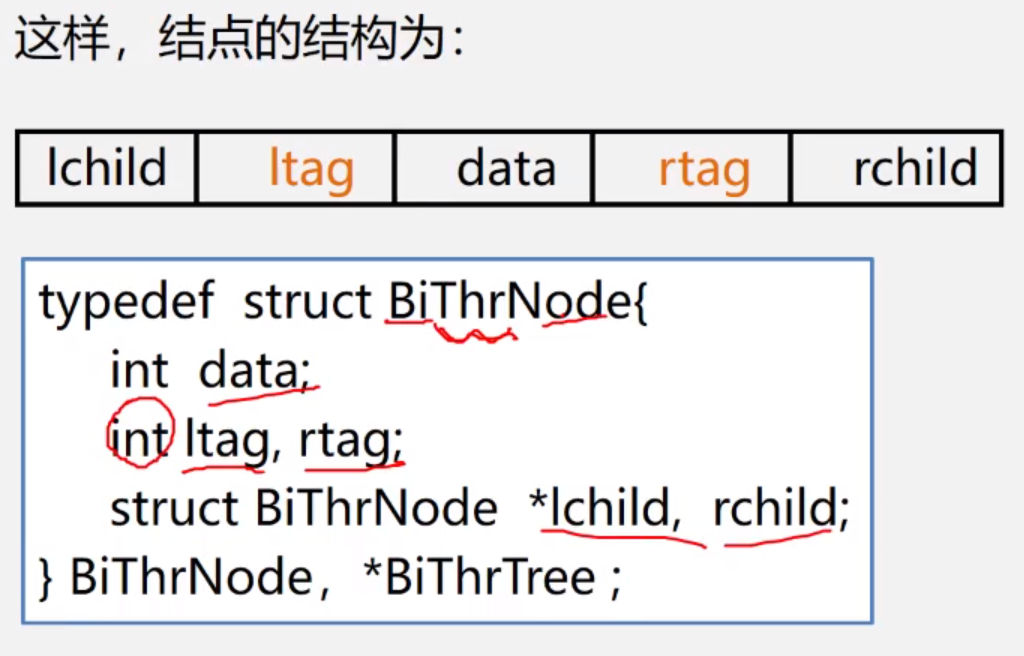 这样，结点的结构为：
lchild ltag data rtag rchild
typedef struct BiThrNode{
int data;
int ltag, rtag;
struct BiThrNode *lchild, rchild;
} BiThrNode, *BiThrTree ;